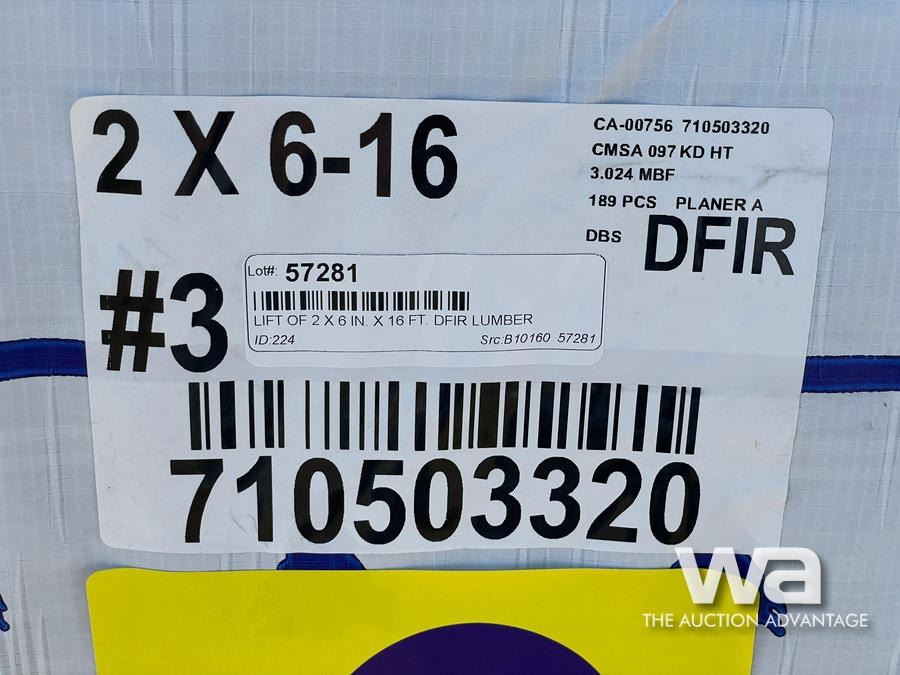 2 X 6-16
CA-00756 710503320
CMSA 097 KD HT
3.024 MBF
189 PCS PLANER A
DBS DFIR
#3
Lot#: 57281
LIFT OF 2 X 6 IN. X 16 FT. DFIR LUMBER
ID:224 Src:B10160 57281
710503320
wa
THE AUCTION ADVANTAGE